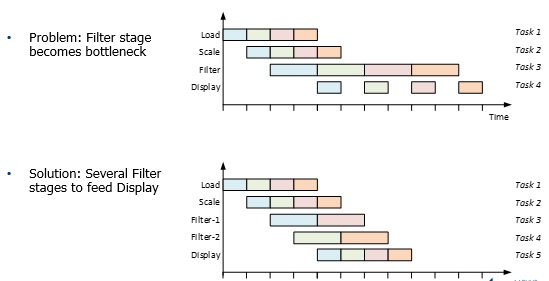 • Problem: Filter stage
becomes bottleneck
Load
Task 1
Scale
Task 2
Filter
Task 3
Display
Task 4
Time
• Solution: Several Filter
stages to feed Display
Load
Task 1
Scale
Task 2
Filter-1
Task 3
Filter-2
Task 4
Display
Task 5